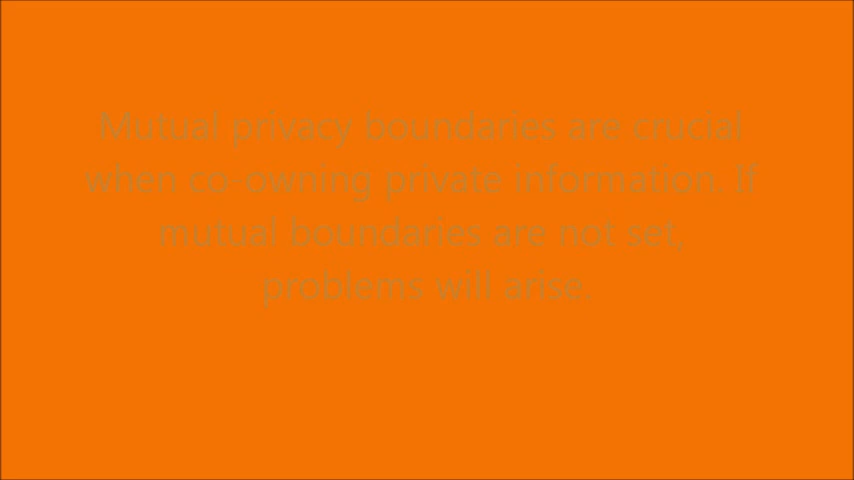 Mutual privacy boundaries are crucial
when co-owning private information. If
mutual boundaries are not set,
problems will arise.